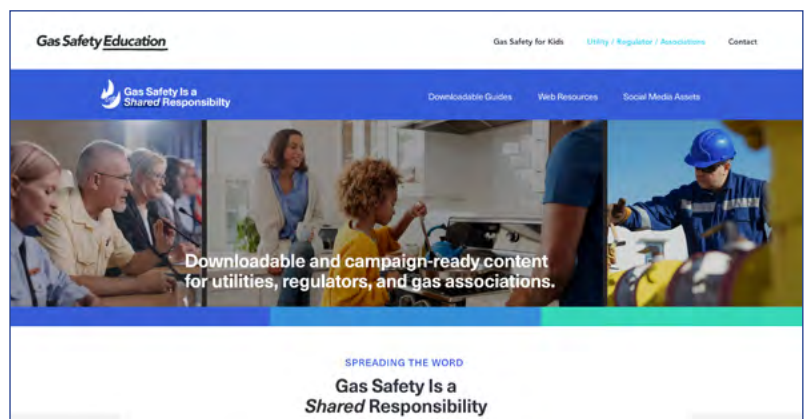 Gas Safety Education
Gas Safety for Kids
Utility / Regulator / Associations
Contact
Gas Safety Is a
Shared Responsibilty
Downloadable Guides
Web Resources
Social Media Assets
Downloadable and campaign-ready content
for utilities, regulators, and gas associations.
SPREADING THE WORD
Gas Safety Is a
Shared Responsibility